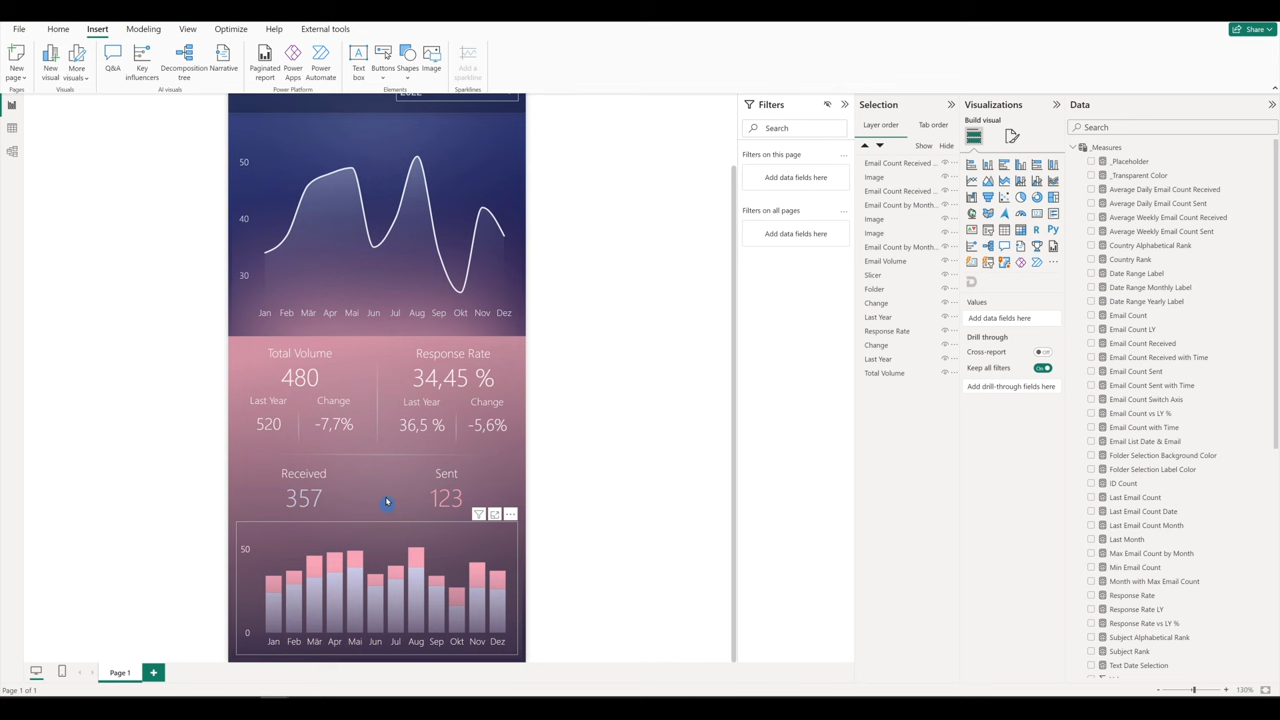 File Home Insert Modeling View Optimize Help External tools Share
New page New visual More visuals Q&A Key influencers Decomposition tree Narrative Paginated report Power Apps Power Automate Text box Buttons Shapes Image Add a sparkline
Pages Visuals AI visuals Power Platform Elements Sparklines
50
40
30
Jan Feb Mär Apr Mai Jun Jul Aug Sep Okt Nov Dez
Total Volume Response Rate
480 34,45 %
Last Year Change Last Year Change
520 -7,7% 36,5 % -5,6%
Received Sent
357 123
50
0
Jan Feb Mär Apr Mai Jun Jul Aug Sep Okt Nov Dez
Page 1
Page 1 of 1
Filters
Search
Filters on this page ...
Add data fields here
Filters on all pages ...
Add data fields here
Selection
Layer order Tab order
Show Hide
Email Count Received ...
Image
Email Count Received ...
Email Count by Month...
Image
Image
Email Count by Month...
Email Volume
Slicer
Folder
Change
Last Year
Response Rate
Change
Last Year
Total Volume
Visualizations
Build visual
R Py
Values
Add data fields here
Drill through
Cross-report Off
Keep all filters On
Add drill-through fields here
Data
Search
_Measures
_Placeholder
_Transparent Color
Average Daily Email Count Received
Average Daily Email Count Sent
Average Weekly Email Count Received
Average Weekly Email Count Sent
Country Alphabetical Rank
Country Rank
Date Range Label
Date Range Monthly Label
Date Range Yearly Label
Email Count
Email Count LY
Email Count Received
Email Count Received with Time
Email Count Sent
Email Count Sent with Time
Email Count Switch Axis
Email Count vs LY %
Email Count with Time
Email List Date & Email
Folder Selection Background Color
Folder Selection Label Color
ID Count
Last Email Count
Last Email Count Date
Last Email Count Month
Last Month
Max Email Count by Month
Min Email Count
Month with Max Email Count
Response Rate
Response Rate LY
Response Rate vs LY %
Subject Alphabetical Rank
Subject Rank
Text Date Selection
130%